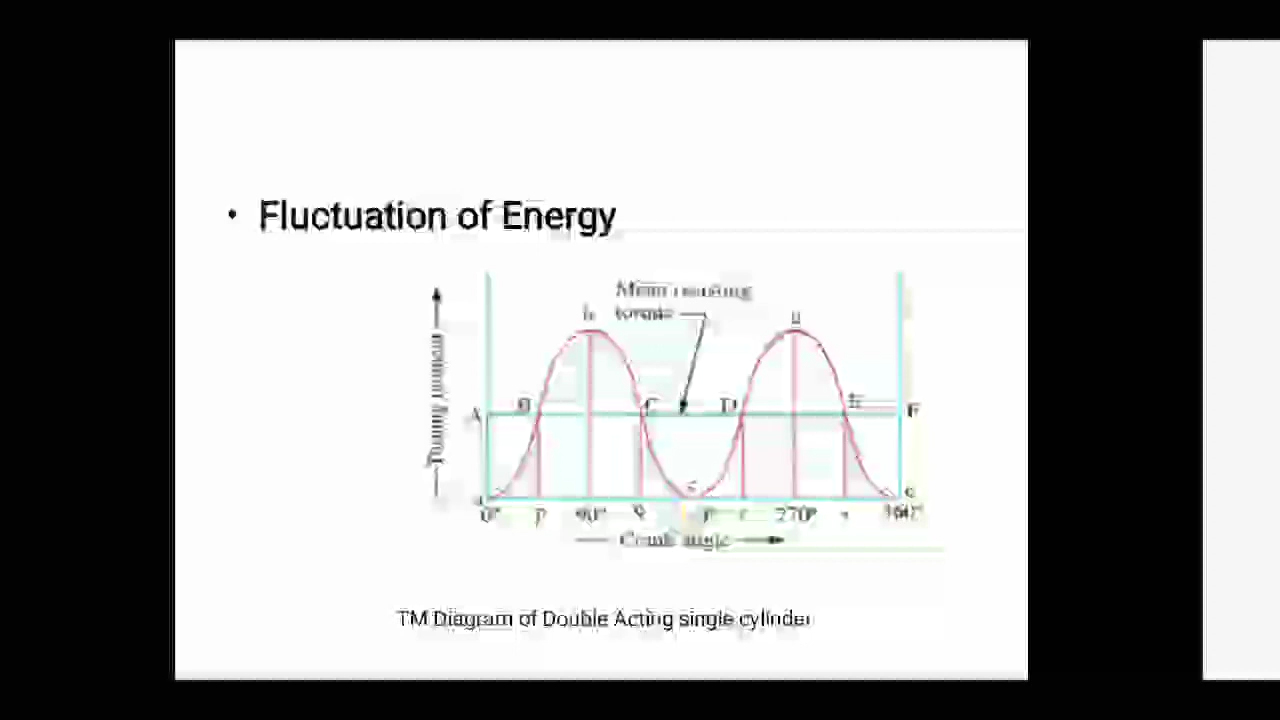 • Fluctuation of Energy
Mean resisting
torque
Turning moment
B C D E
A F
0° p 90° 270° 360°
Crank angle
TM Diagram of Double Acting single cylinder